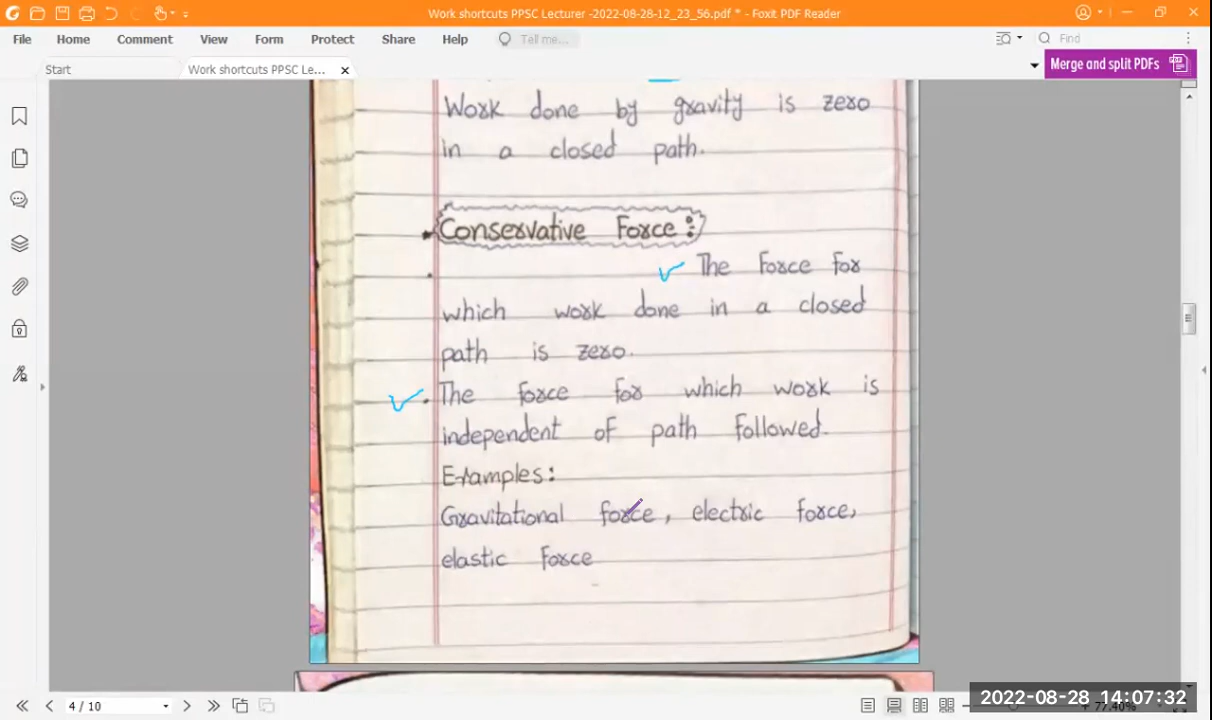 Work shortcuts PPSC Lecturer -2022-08-28-12_23_56.pdf * - Foxit PDF Reader
File Home Comment View Form Protect Share Help Tell me... Find
Start Work shortcuts PPSC Le... Merge and split PDFs
Work done by gravity is zero
in a closed path.
Conservative Force:
The force for
which work done in a closed
path is zero.
The force for which work is
independent of path followed.
Examples:
Gravitational force, electric force,
elastic force
4 / 10
2022-08-28 14:07:32
77.40%